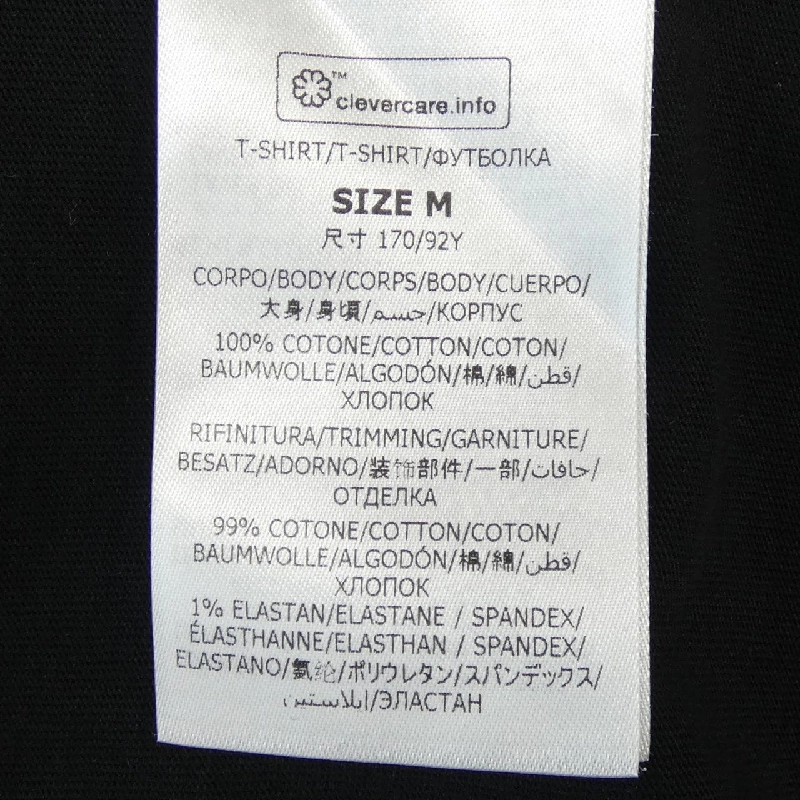 ™
clevercare.info
T-SHIRT/T-SHIRT/ФУТБОЛКА
SIZE M
尺寸 170/92Y
CORPO/BODY/CORPS/BODY/CUERPO/
大身/身頃/جسم/КОРПУС
100% COTONE/COTTON/COTON/
BAUMWOLLE/ALGODÓN/棉/綿/قطن/
ХЛОПОК
RIFINITURA/TRIMMING/GARNITURE/
BESATZ/ADORNO/装饰部件/一部/حافات/
ОТДЕЛКА
99% COTONE/COTTON/COTON/
BAUMWOLLE/ALGODÓN/棉/綿/قطن/
ХЛОПОК
1% ELASTAN/ELASTANE / SPANDEX/
ÉLASTHANNE/ELASTHAN / SPANDEX/
ELASTANO/氨纶/ポリウレタン/スパンデックス/
إيلاستين/ЭЛАСТАН